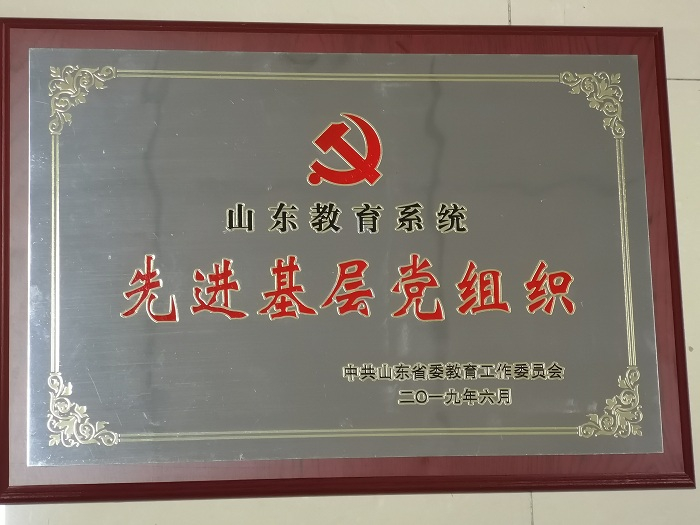 山东教育系统
先进基层党组织
中共山东省委教育工作委员会
二〇一九年六月